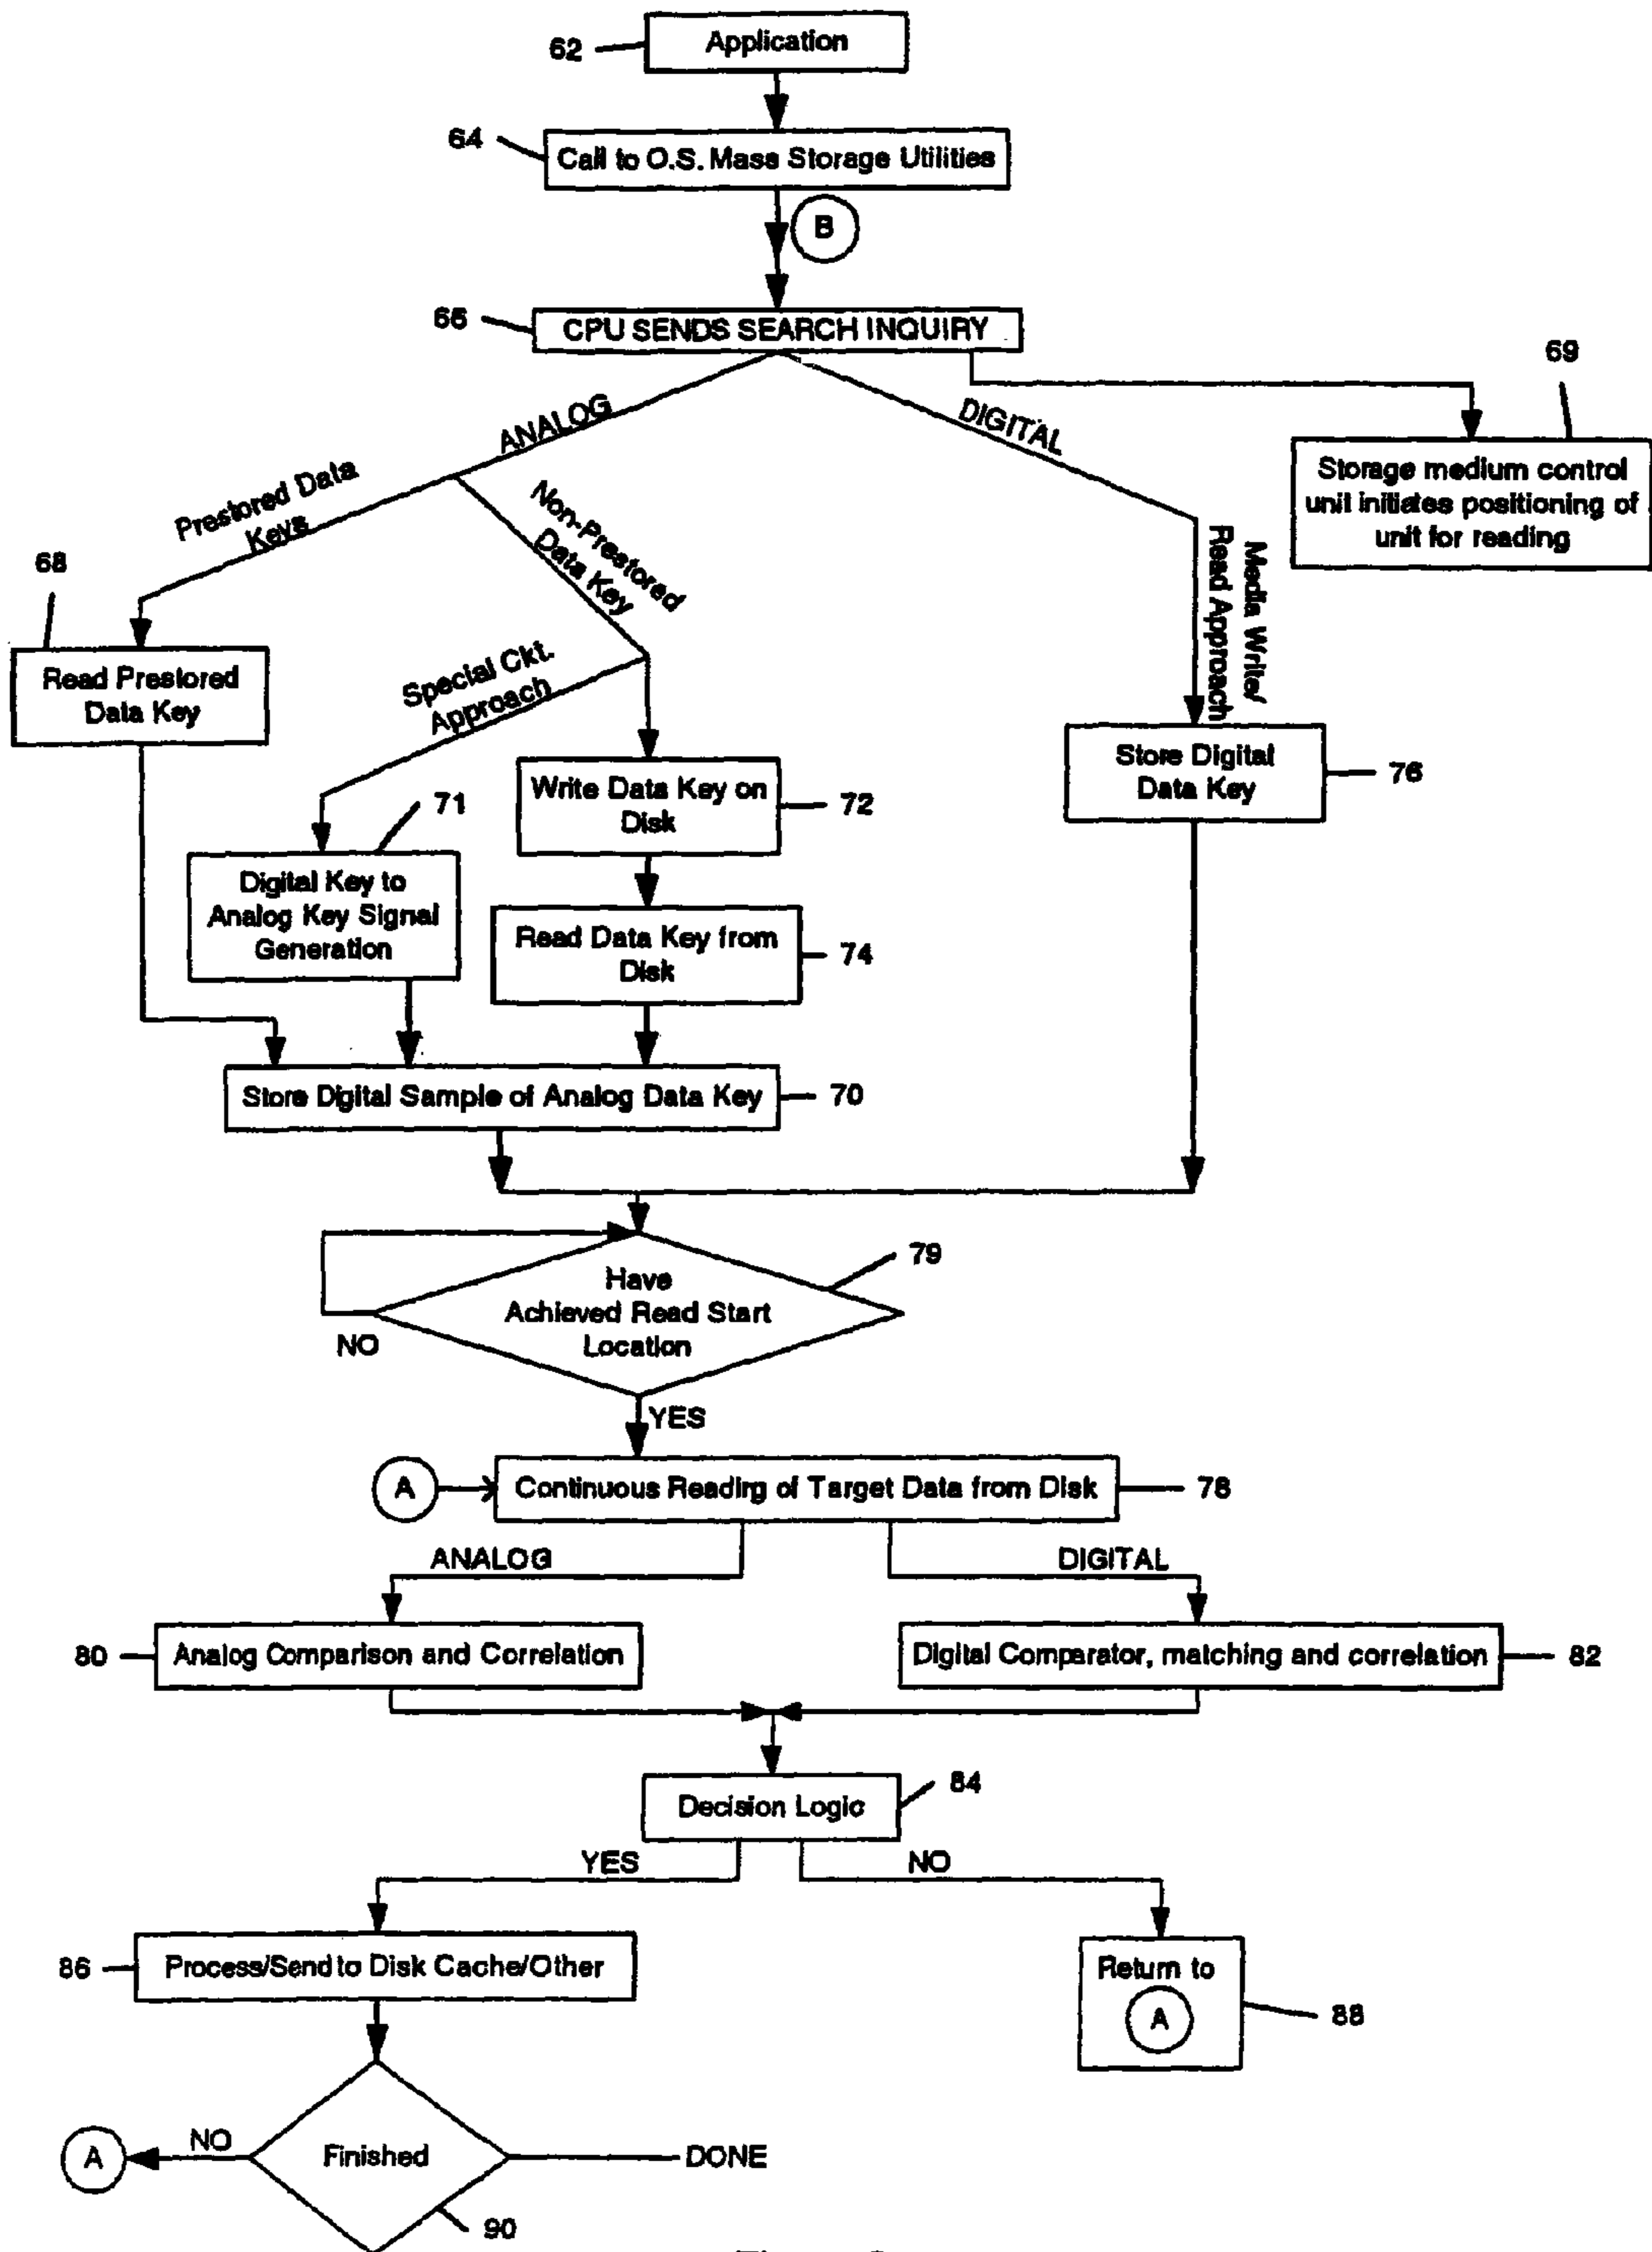 62
Application
64
Call to O.S. Mass Storage Utilities
B
66
CPU SENDS SEARCH INQUIRY
69
ANALOG
DIGITAL
Storage medium control
unit initiates positioning of
unit for reading
Prestored Data
Keys
Non-Prestored
Data Key
Media Write/
Read Approach
68
Read Prestored
Data Key
Special Ckt.
Approach
Store Digital
Data Key
76
Write Data Key on
Disk
72
71
Digital Key to
Analog Key Signal
Generation
Read Data Key from
Disk
74
Store Digital Sample of Analog Data Key
70
79
Have
Achieved Read Start
Location
NO
YES
A
Continuous Reading of Target Data from Disk
78
ANALOG
DIGITAL
80
Analog Comparison and Correlation
Digital Comparator, matching and correlation
82
84
Decision Logic
YES
NO
86
Process/Send to Disk Cache/Other
Return to
A
88
A
NO
Finished
DONE
90